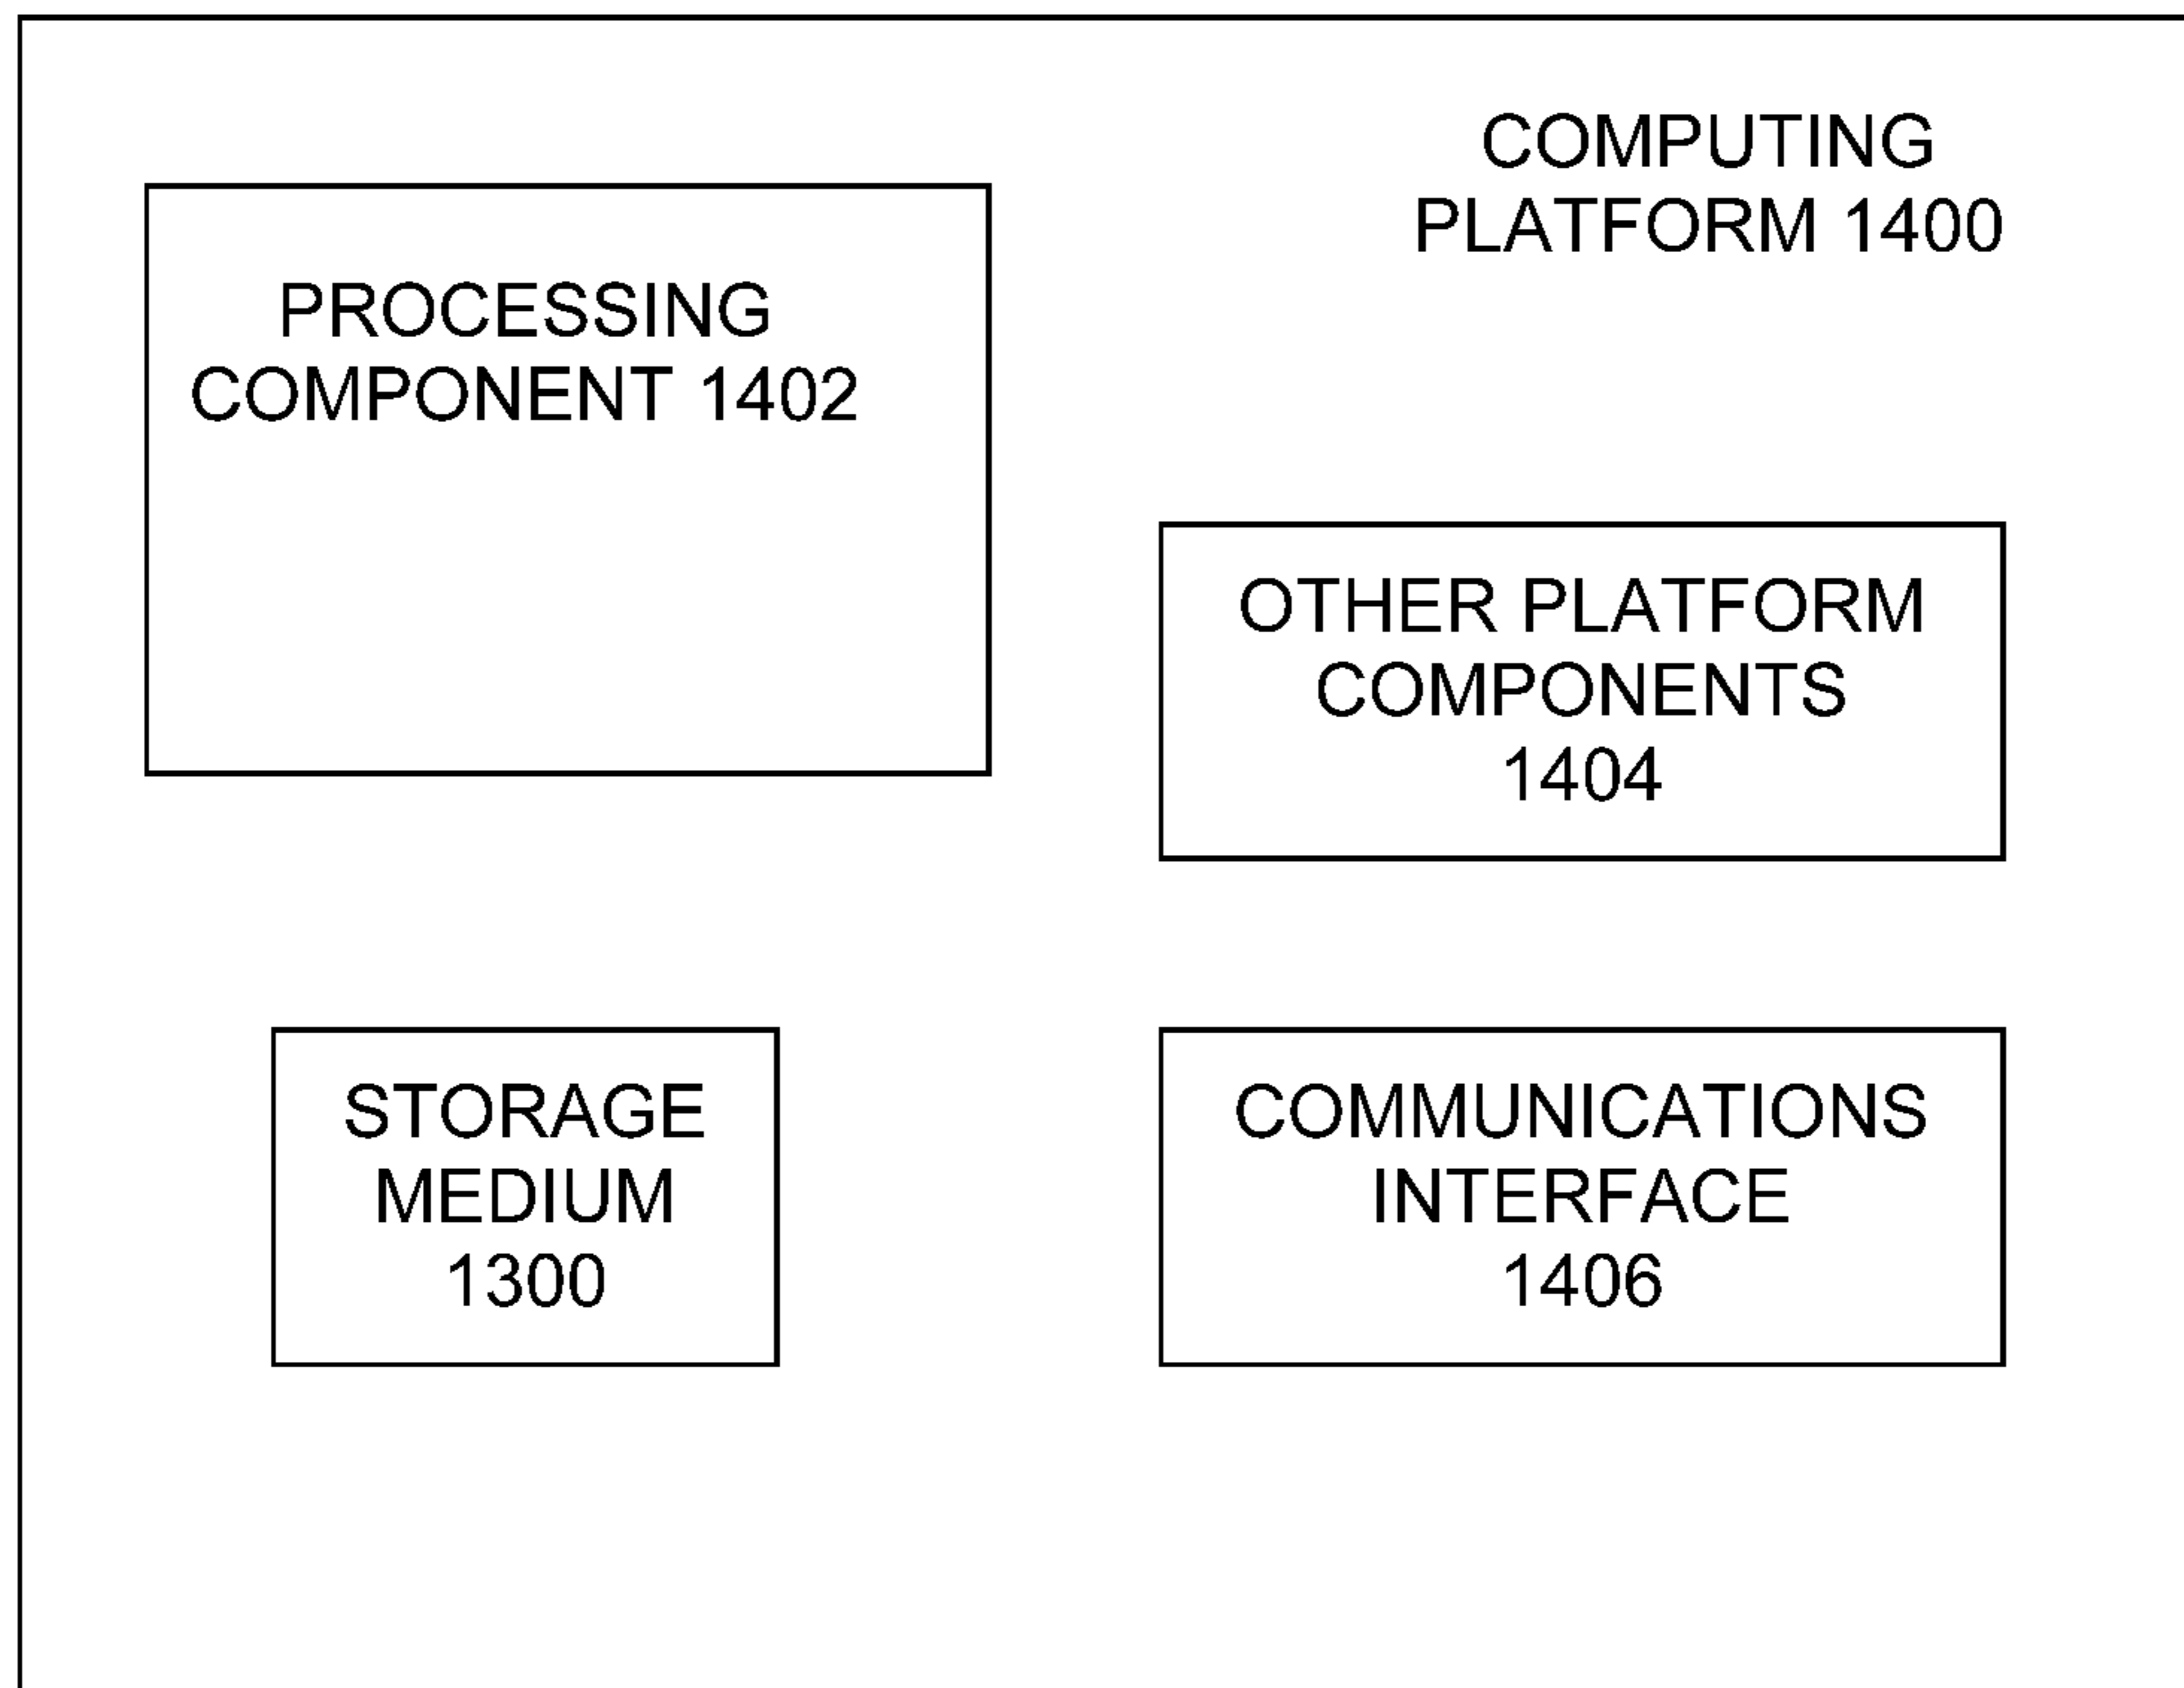 COMPUTING
PLATFORM 1400
PROCESSING
COMPONENT 1402
OTHER PLATFORM
COMPONENTS
1404
STORAGE
MEDIUM
1300
COMMUNICATIONS
INTERFACE
1406